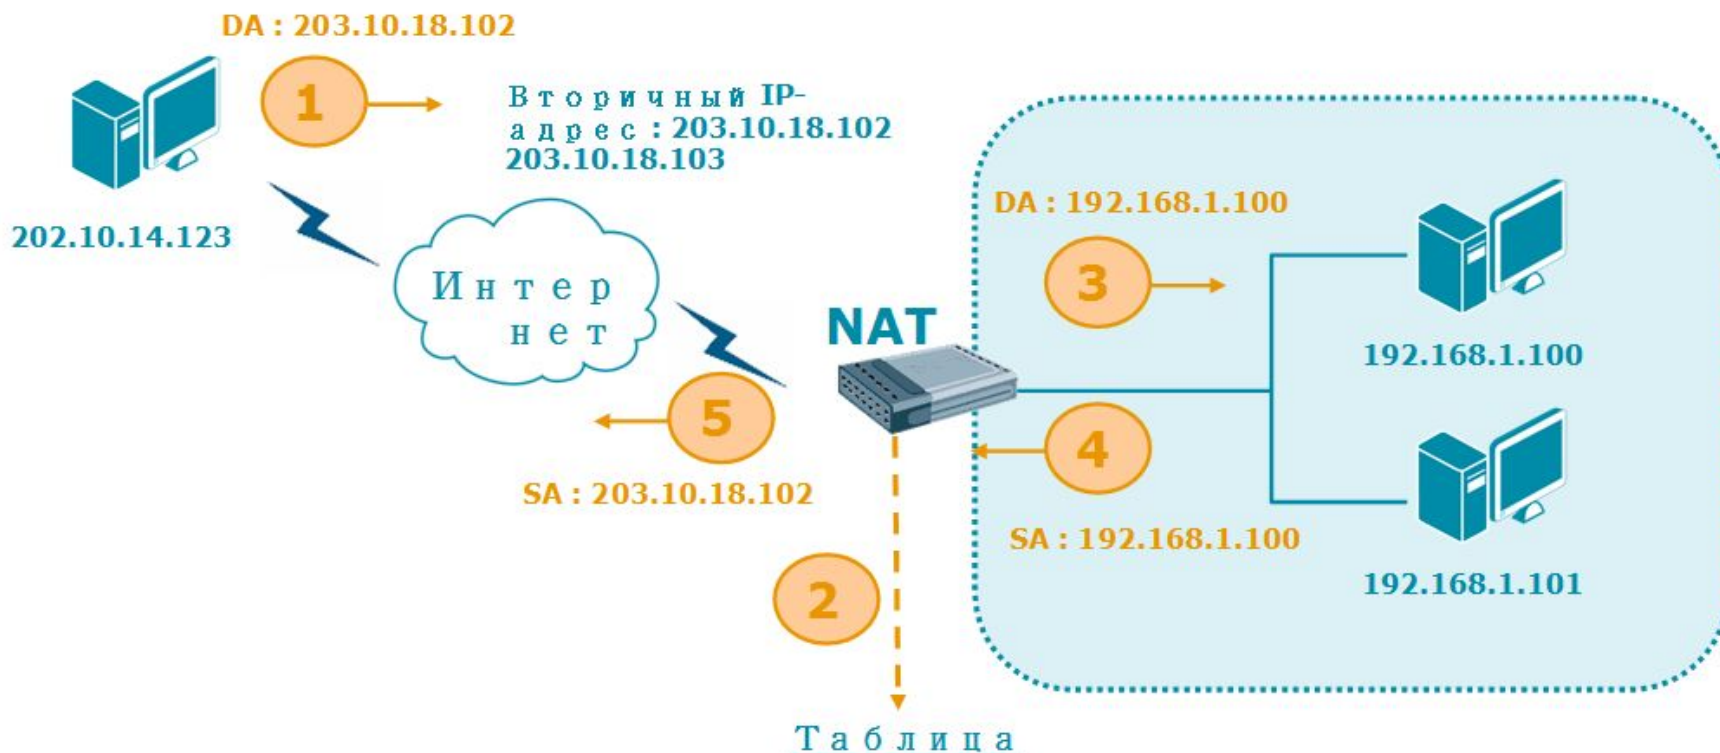 DA : 203.10.18.102
1
Вторичный IP-
адрес : 203.10.18.102
203.10.18.103
202.10.14.123
Интер
нет
NAT
DA : 192.168.1.100
3
192.168.1.100
5
SA : 203.10.18.102
4
SA : 192.168.1.100
192.168.1.101
2
Таблица